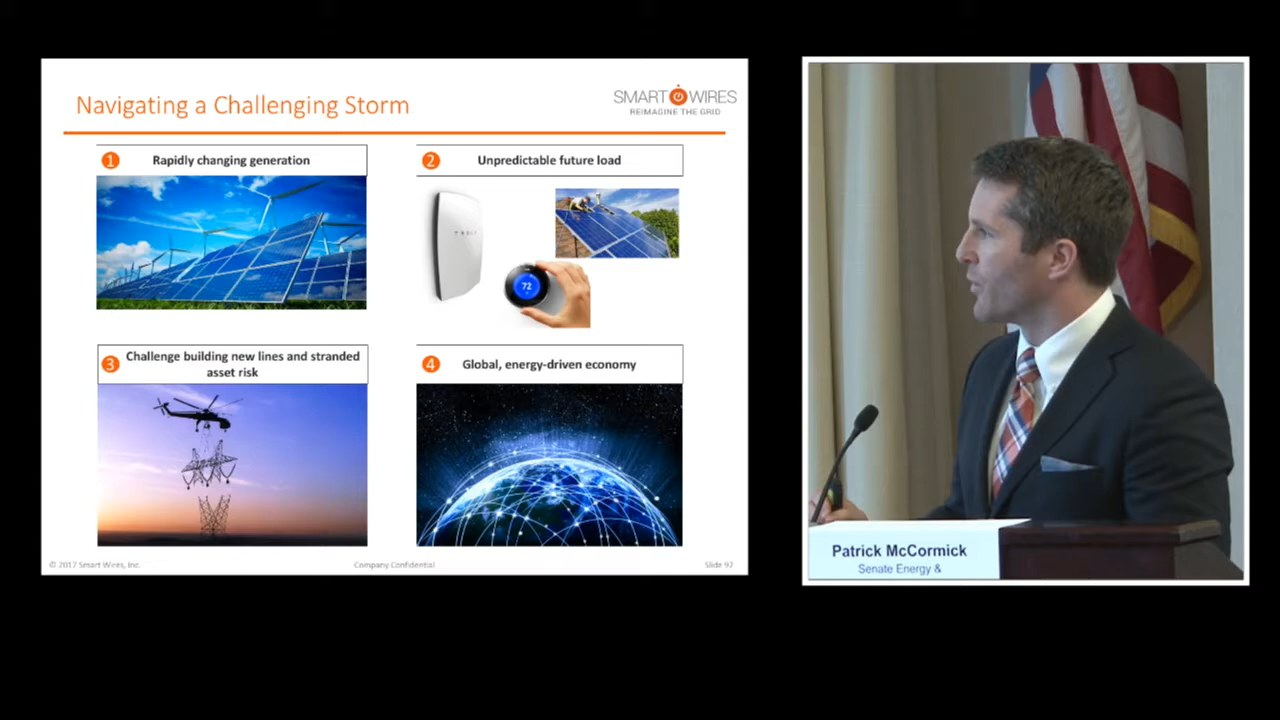 Navigating a Challenging Storm
SMART WIRES
REIMAGINE THE GRID
1 Rapidly changing generation
2 Unpredictable future load
TESLA
72
3 Challenge building new lines and stranded
asset risk
4 Global, energy-driven economy
© 2017 Smart Wires, Inc.
Company Confidential
Slide 92
Patrick McCormick
Senate Energy &